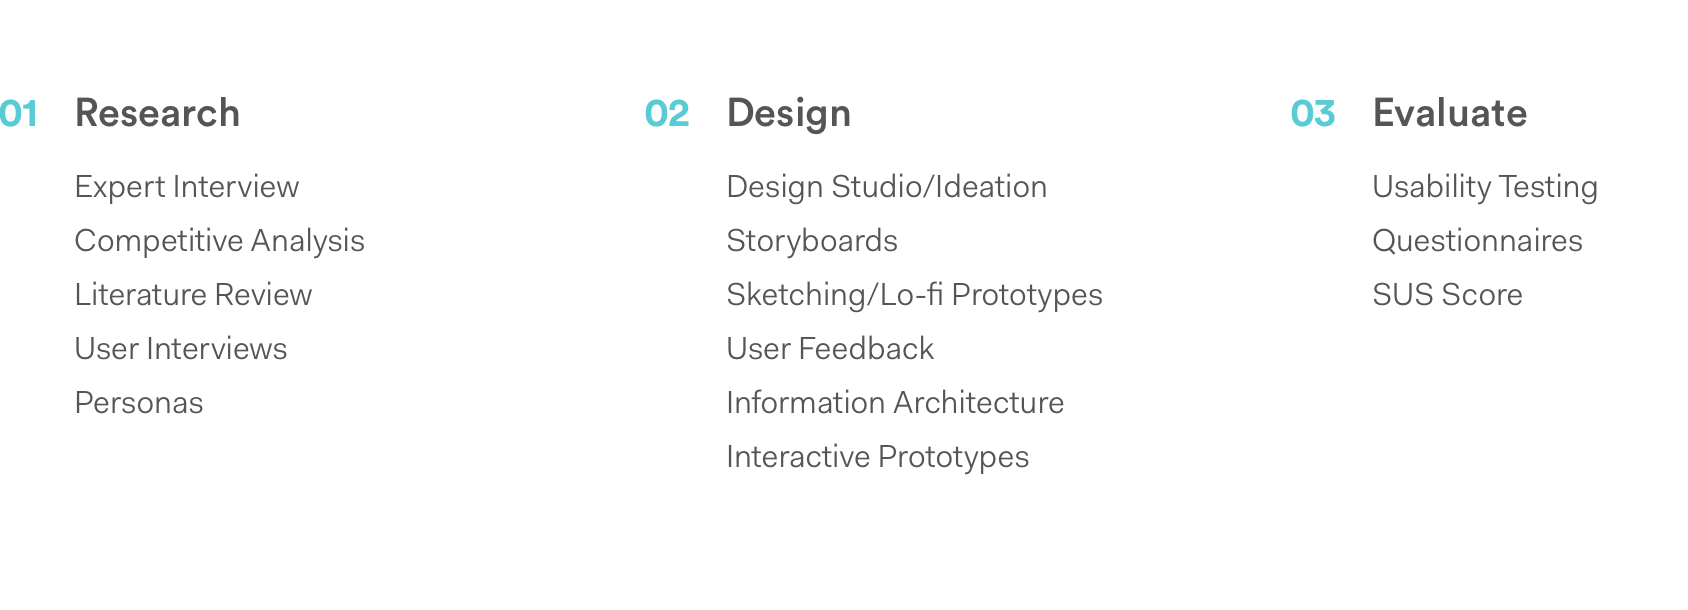 01 Research
Expert Interview
Competitive Analysis
Literature Review
User Interviews
Personas
02 Design
Design Studio/Ideation
Storyboards
Sketching/Lo-fi Prototypes
User Feedback
Information Architecture
Interactive Prototypes
03 Evaluate
Usability Testing
Questionnaires
SUS Score